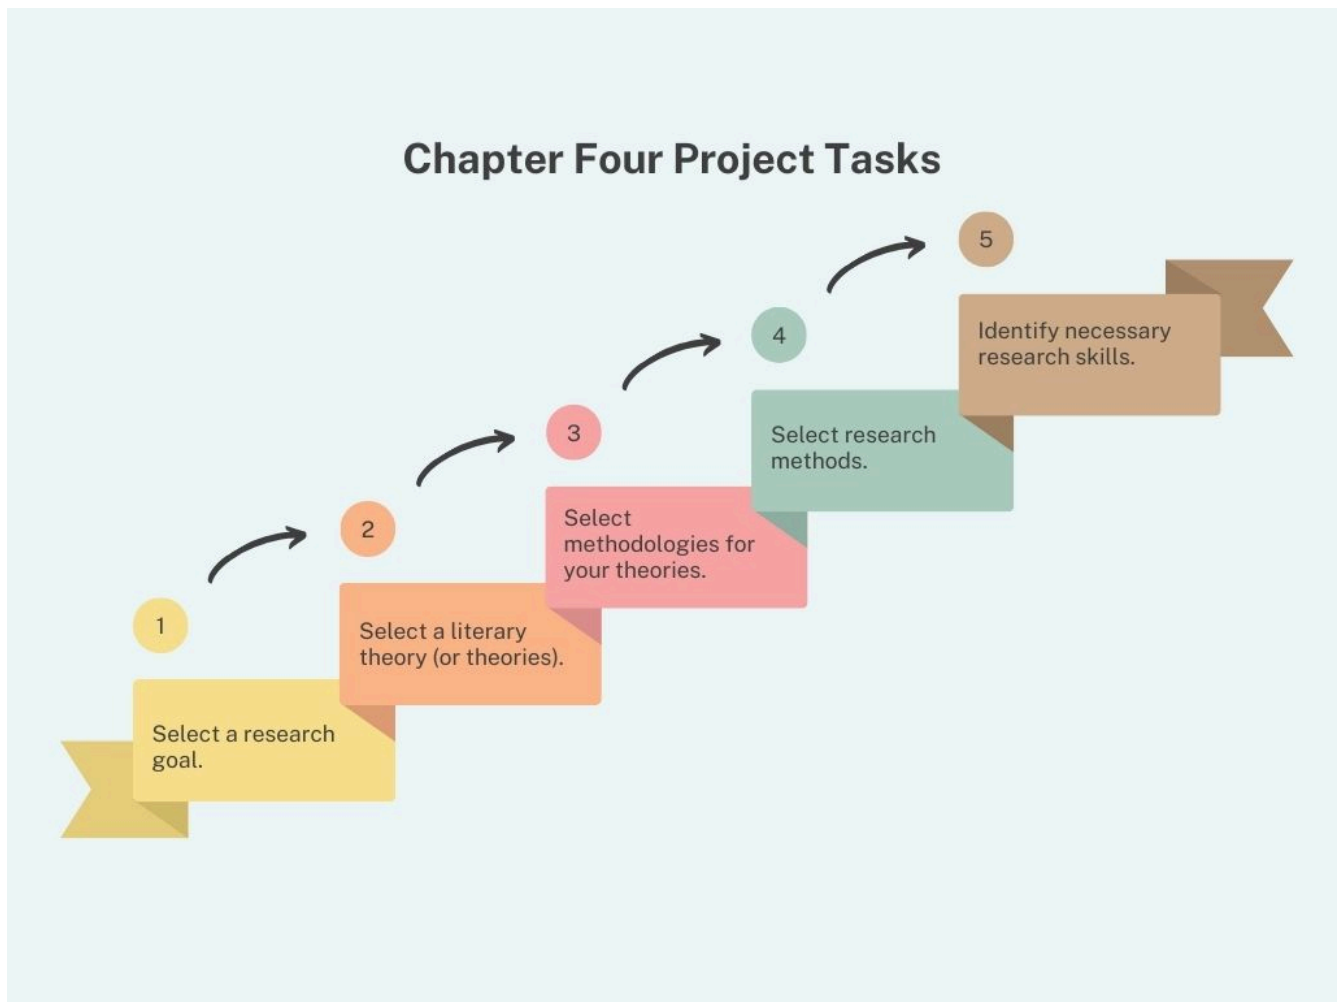 Chapter Four Project Tasks
1
Select a research
goal.
2
Select a literary
theory (or theories).
3
Select
methodologies for
your theories.
4
Select research
methods.
5
Identify necessary
research skills.